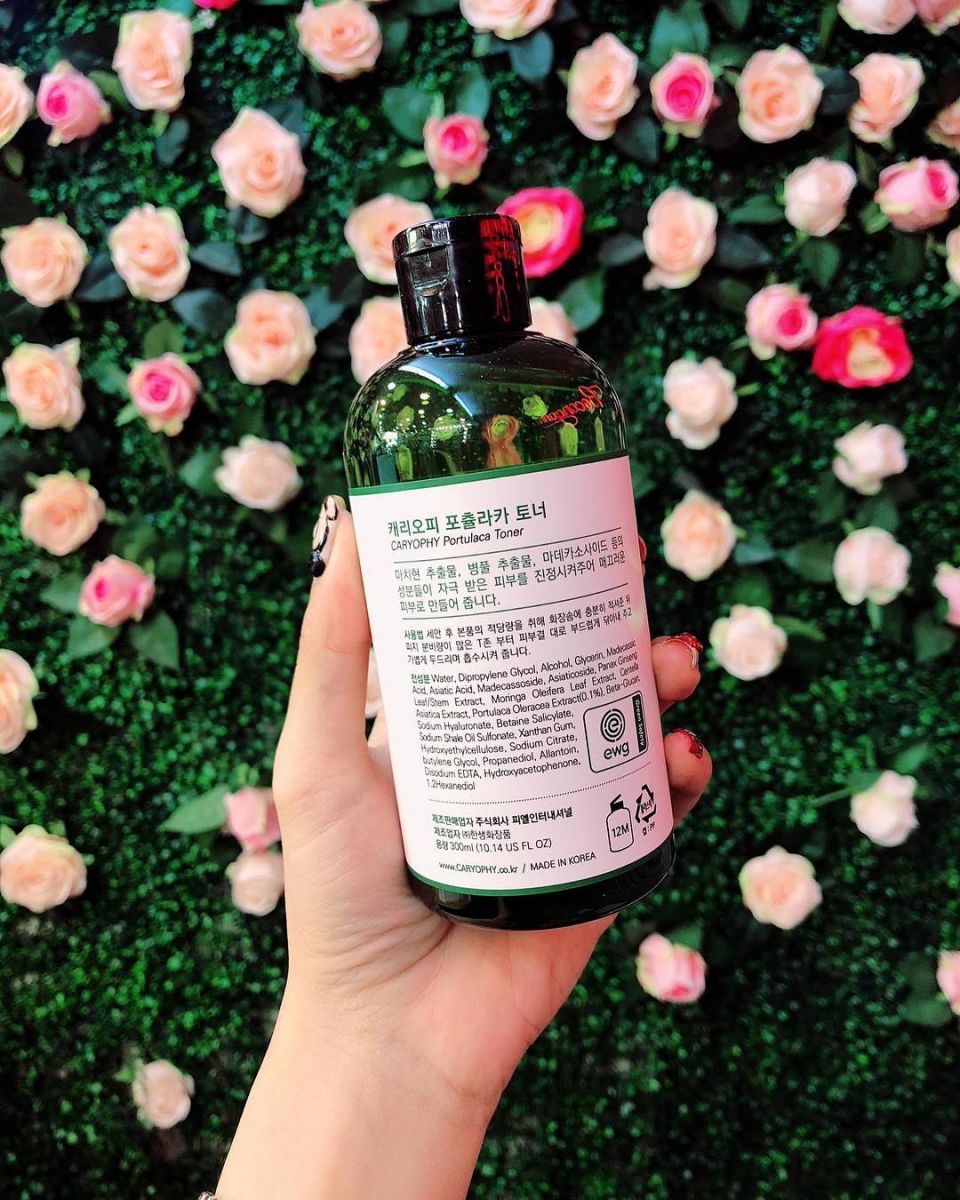 캐리오피 포츌라카 토너
CARYOPHY Portulaca Toner
마치현 추출물, 병풀 추출물, 마데카소사이드 등의
성분들이 자극 받은 피부를 진정시켜주어 매끄러운
피부로 만들어 줍니다.
사용법 세안 후 본품의 적당량을 취해 화장솜에 충분히 적셔준 뒤
피지 분비량이 많은 T존 부터 피부결 대로 부드럽게 닦아내 주고
가볍게 두드리며 흡수시켜 줍니다.
전성분 Water, Dipropylene Glycol, Alcohol, Glycerin, Madecassic
Acid, Asiatic Acid, Madecassoside, Asiaticoside, Panax Ginseng
Leaf/Stem Extract, Moringa Oleifera Leaf Extract, Centella
Asiatica Extract, Portulaca Oleracea Extract(0.1%), Beta-Glucan,
Sodium Hyaluronate, Betaine Salicylate,
Sodium Shale Oil Sulfonate, Xanthan Gum,
Hydroxyethylcellulose, Sodium Citrate,
butylene Glycol, Propanediol, Allantoin,
Disodium EDTA, Hydroxyacetophenone,
1,2Hexanediol
ewg
Green Society
제조판매업자 주식회사 피엘인터내셔널
제조업자 ㈜한생화장품
용량 300ml (10.14 US FL OZ)
12M
캡 : PP
www.CARYOPHY.co.kr / MADE IN KOREA